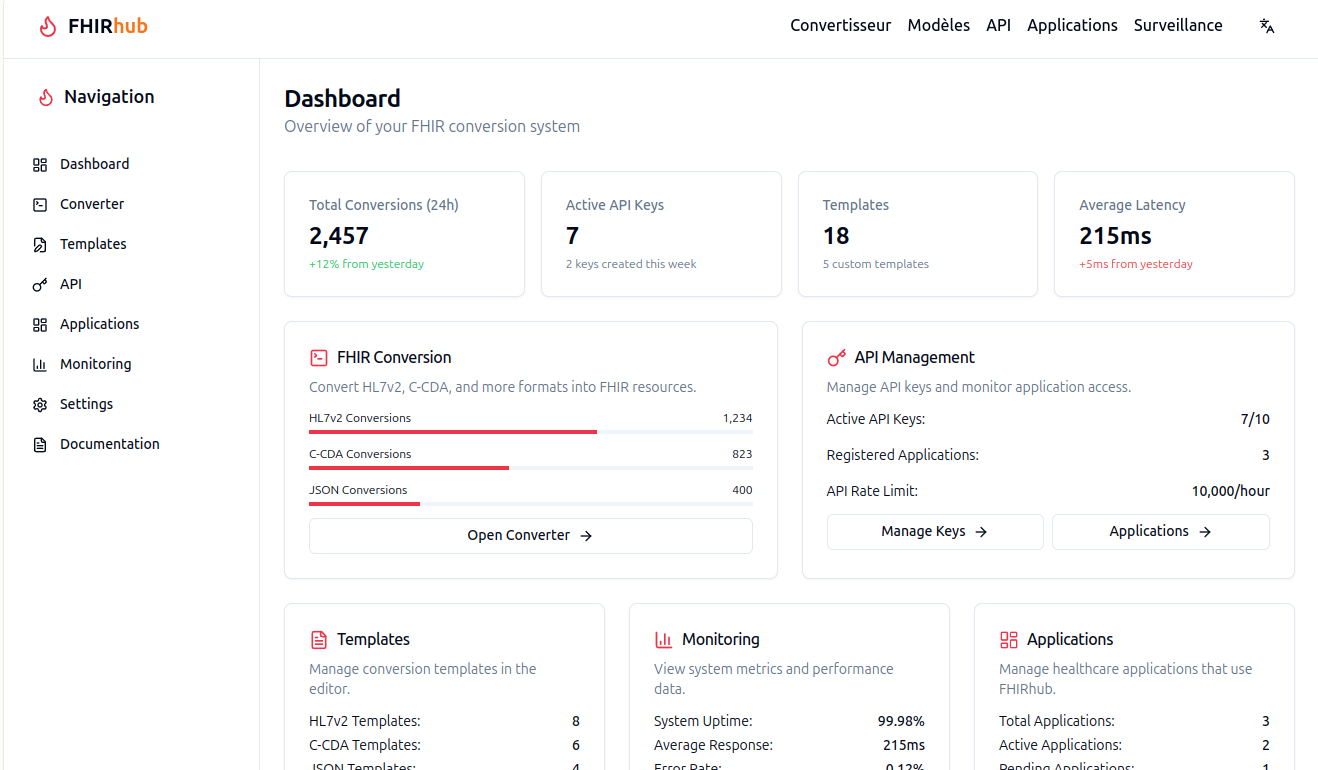 FHIRhub
Convertisseur Modèles API Applications Surveillance
Navigation
Dashboard
Converter
Templates
API
Applications
Monitoring
Settings
Documentation
Dashboard
Overview of your FHIR conversion system
Total Conversions (24h)
2,457
+12% from yesterday
Active API Keys
7
2 keys created this week
Templates
18
5 custom templates
Average Latency
215ms
+5ms from yesterday
FHIR Conversion
Convert HL7v2, C-CDA, and more formats into FHIR resources.
HL7v2 Conversions 1,234
C-CDA Conversions 823
JSON Conversions 400
Open Converter →
API Management
Manage API keys and monitor application access.
Active API Keys: 7/10
Registered Applications: 3
API Rate Limit: 10,000/hour
Manage Keys → Applications →
Templates
Manage conversion templates in the
editor.
HL7v2 Templates: 8
C-CDA Templates: 6
JSON Templates: 4
Monitoring
View system metrics and performance
data.
System Uptime: 99.98%
Average Response: 215ms
Error Rate: 0.12%
Applications
Manage healthcare applications that use
FHIRhub.
Total Applications: 3
Active Applications: 2
Pending Applications: 1